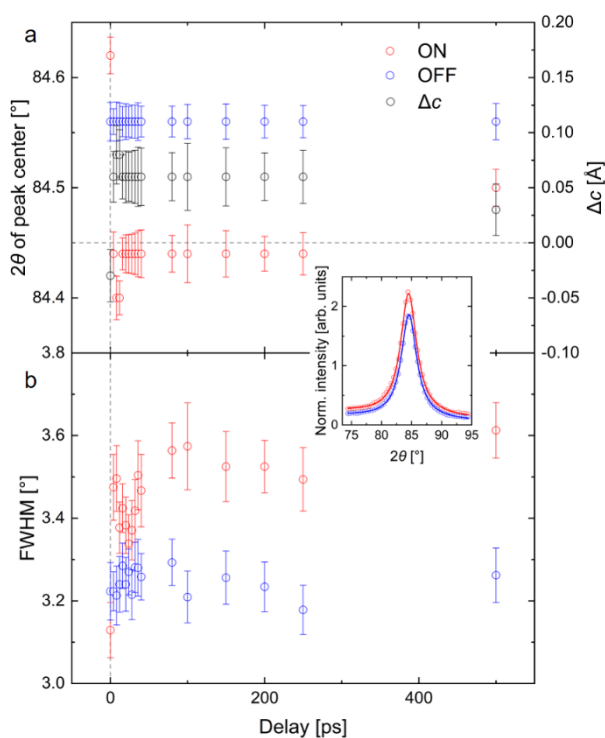 a
ON
OFF
Δc
84.6
84.5
84.4
2θ of peak center [°]
0.20
0.15
0.10
0.05
0.00
-0.05
-0.10
Δc [Å]
b
3.8
3.6
3.4
3.2
3.0
FWHM [°]
Norm. intensity [arb. units]
2
1
0
75 80 85 90 95
2θ [°]
0 200 400
Delay [ps]